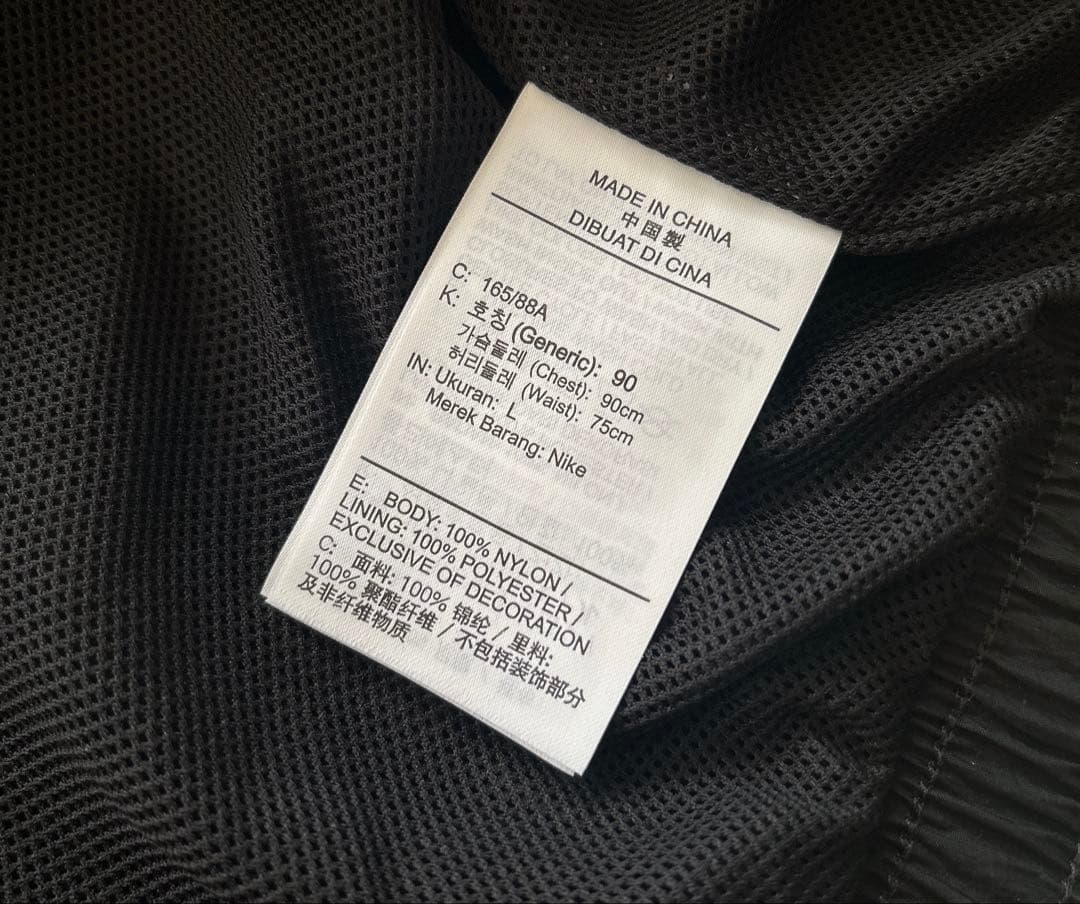 MADE IN CHINA
中 国 製
DIBUAT DI CINA
C: 165/88A
K: 호칭 (Generic): 90
가슴둘레 (Chest): 90cm
허리둘레 (Waist): 75cm
IN: Ukuran: L
Merek Barang: Nike
E: BODY: 100% NYLON /
LINING: 100% POLYESTER /
EXCLUSIVE OF DECORATION
C: 面料: 100% 锦纶 / 里料:
100% 聚酯纤维 / 不包括装饰部分
及非纤维物质